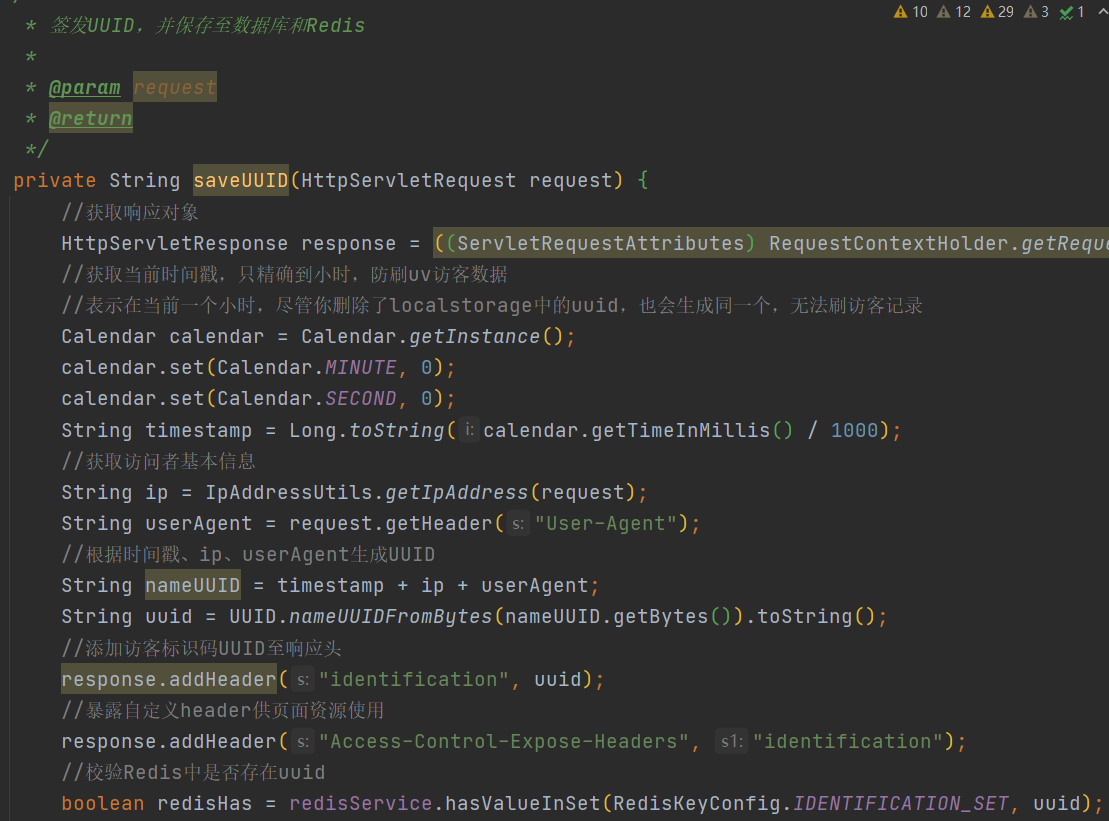 10 12 29 3 1
* 签发UUID，并保存至数据库和Redis
*
* @param request
* @return
*/
private String saveUUID(HttpServletRequest request) {
//获取响应对象
HttpServletResponse response = ((ServletRequestAttributes) RequestContextHolder.getReque
//获取当前时间戳，只精确到小时，防刷uv访客数据
//表示在当前一个小时，尽管你删除了localstorage中的uuid，也会生成同一个，无法刷访客记录
Calendar calendar = Calendar.getInstance();
calendar.set(Calendar.MINUTE, 0);
calendar.set(Calendar.SECOND, 0);
String timestamp = Long.toString( i: calendar.getTimeInMillis() / 1000);
//获取访问者基本信息
String ip = IpAddressUtils.getIpAddress(request);
String userAgent = request.getHeader( s: "User-Agent");
//根据时间戳、ip、userAgent生成UUID
String nameUUID = timestamp + ip + userAgent;
String uuid = UUID.nameUUIDFromBytes(nameUUID.getBytes()).toString();
//添加访客标识码UUID至响应头
response.addHeader( s: "identification", uuid);
//暴露自定义header供页面资源使用
response.addHeader( s: "Access-Control-Expose-Headers", s1: "identification");
//校验Redis中是否存在uuid
boolean redisHas = redisService.hasValueInSet(RedisKeyConfig.IDENTIFICATION_SET, uuid);